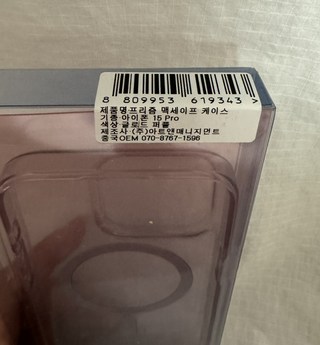 8 809953 619343 >
제품명:프리즘 맥세이프 케이스
기종:아이폰 15 Pro
색상:글로드 퍼플
제조사:(주)아트앤매니지먼트
중국OEM 070-8767-1596